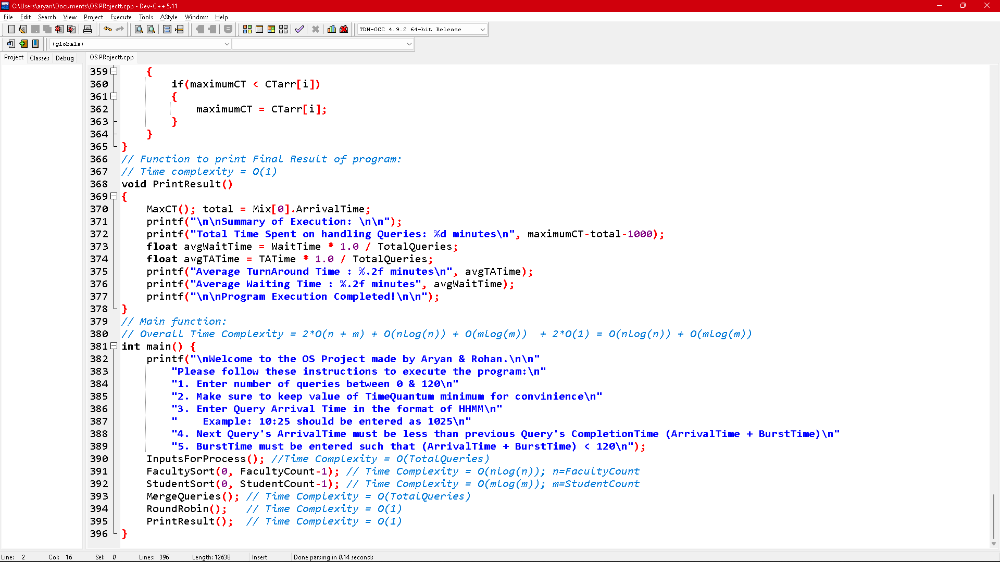 C:\Users\aryan\Documents\OS PRojectt.cpp - Dev-C++ 5.11
File Edit Search View Project Execute Tools AStyle Window Help
TDM-GCC 4.9.2 64-bit Release
(globals)
Project Classes Debug
OS PRojectt.cpp
359 {
360 if(maximumCT < CTarr[i])
361 {
362 maximumCT = CTarr[i];
363 }
364 }
365 }
366 // Function to print Final Result of program:
367 // Time complexity = O(1)
368 void PrintResult()
369 {
370 MaxCT(); total = Mix[0].ArrivalTime;
371 printf("\n\nSummary of Execution: \n\n");
372 printf("Total Time Spent on handling Queries: %d minutes\n", maximumCT-total-1000);
373 float avgWaitTime = WaitTime * 1.0 / TotalQueries;
374 float avgTATime = TATime * 1.0 / TotalQueries;
375 printf("Average TurnAround Time : %.2f minutes\n", avgTATime);
376 printf("Average Waiting Time : %.2f minutes", avgWaitTime);
377 printf("\n\nProgram Execution Completed!\n\n");
378 }
379 // Main function:
380 // Overall Time Complexity = 2*O(n + m) + O(nlog(n)) + O(mlog(m))  + 2*O(1) = O(nlog(n)) + O(mlog(m))
381 int main() {
382 printf("\nWelcome to the OS Project made by Aryan & Rohan.\n\n"
383 "Please follow these instructions to execute the program:\n"
384 "1. Enter number of queries between 0 & 120\n"
385 "2. Make sure to keep value of TimeQuantum minimum for convinience\n"
386 "3. Enter Query Arrival Time in the format of HHMM\n"
387 "    Example: 10:25 should be entered as 1025\n"
388 "4. Next Query's ArrivalTime must be less than previous Query's CompletionTime (ArrivalTime + BurstTime)\n"
389 "5. BurstTime must be entered such that (ArrivalTime + BurstTime) < 120\n");
390 InputsForProcess(); //Time Complexity = O(TotalQueries)
391 FacultySort(0, FacultyCount-1); // Time Complexity = O(nlog(n)); n=FacultyCount
392 StudentSort(0, StudentCount-1); // Time Complexity = O(mlog(m)); m=StudentCount
393 MergeQueries(); // Time Complexity = O(TotalQueries)
394 RoundRobin();   // Time Complexity = O(1)
395 PrintResult();  // Time Complexity = O(1)
396 }
Line: 2 Col: 16 Sel: 0 Lines: 396 Length: 12638 Insert Done parsing in 0.14 seconds